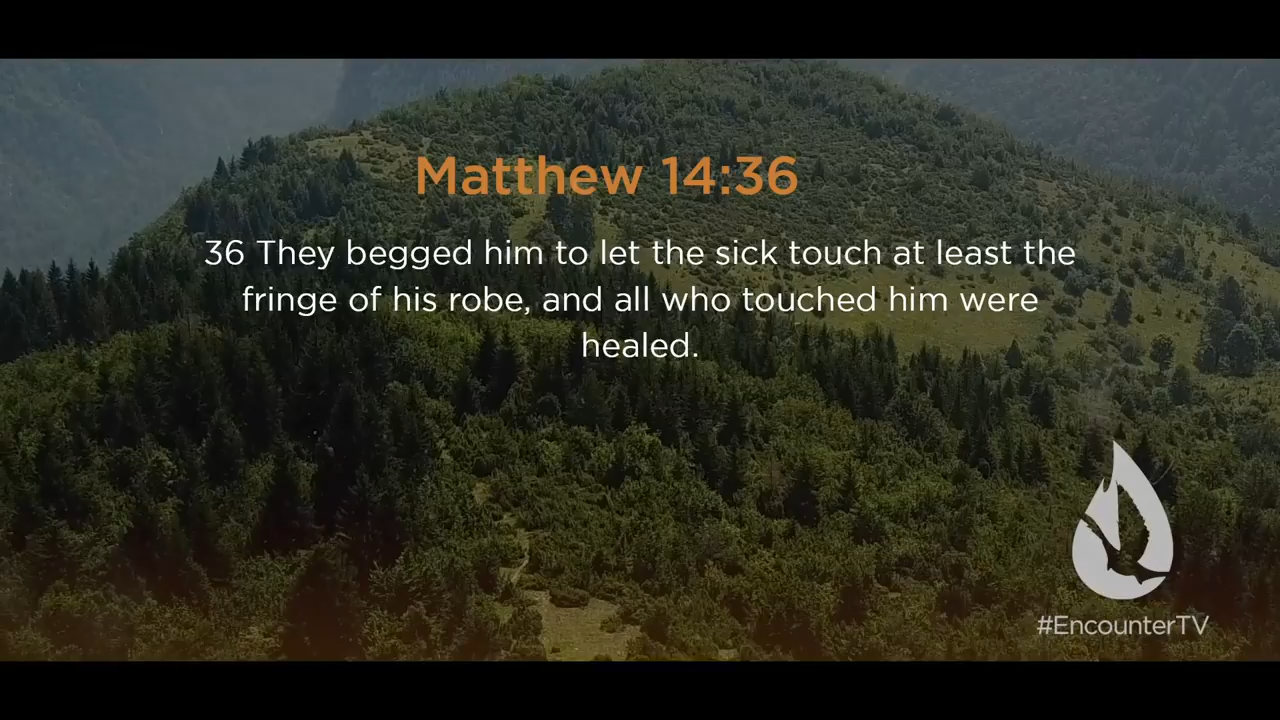 Matthew 14:36
36 They begged him to let the sick touch at least the
fringe of his robe, and all who touched him were
healed.
#EncounterTV